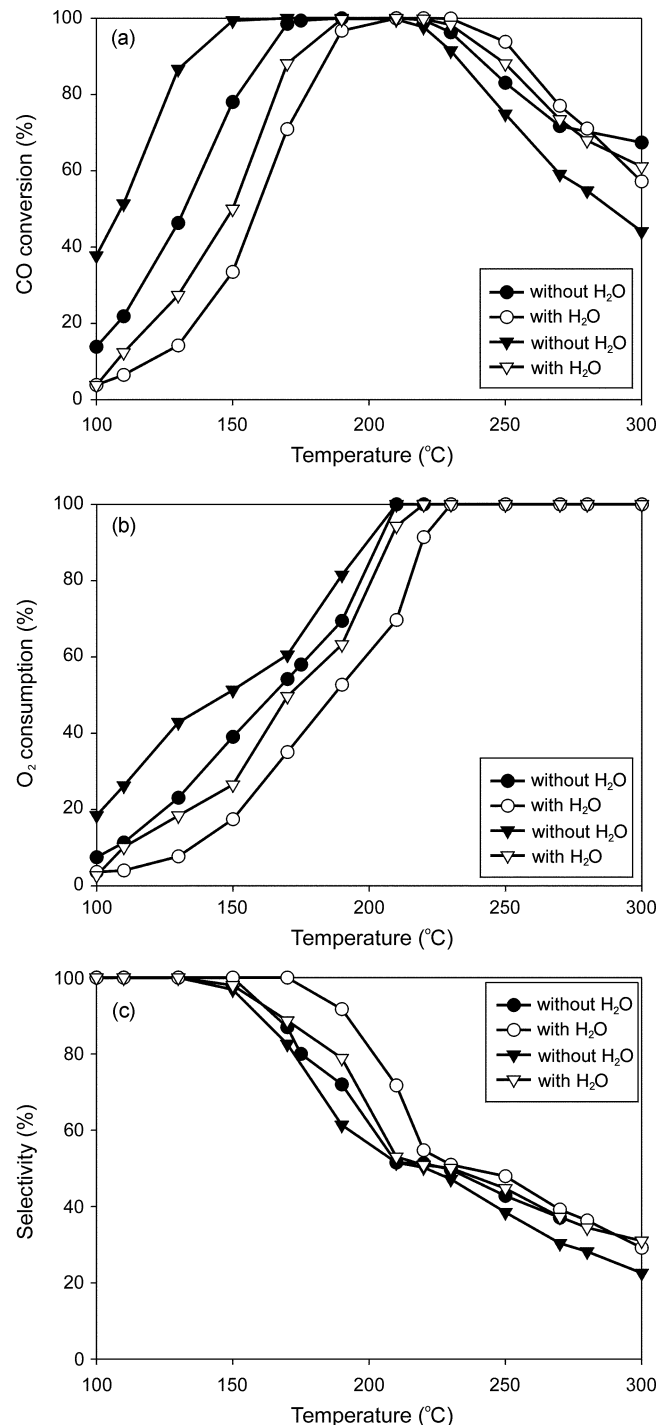 (a)
CO conversion (%)
100
80
60
40
20
0
without H₂O
with H₂O
without H₂O
with H₂O
100 150 200 250 300
Temperature (°C)
(b)
O₂ consumption (%)
100
80
60
40
20
0
without H₂O
with H₂O
without H₂O
with H₂O
100 150 200 250 300
Temperature (°C)
(c)
Selectivity (%)
100
80
60
40
20
0
without H₂O
with H₂O
without H₂O
with H₂O
100 150 200 250 300
Temperature (°C)